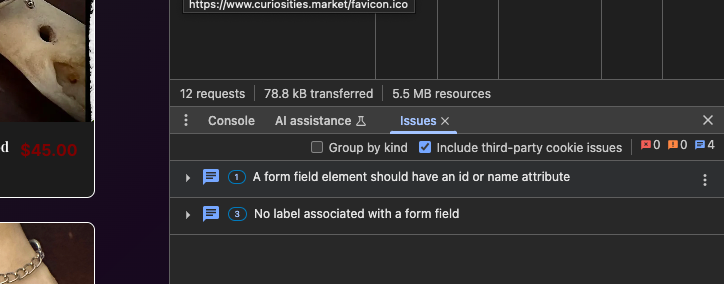 https://www.curiosities.market/favicon.ico
12 requests 78.8 kB transferred 5.5 MB resources
Console AI assistance Issues
Group by kind Include third-party cookie issues 0 0 4
d $45.00
1 A form field element should have an id or name attribute
3 No label associated with a form field